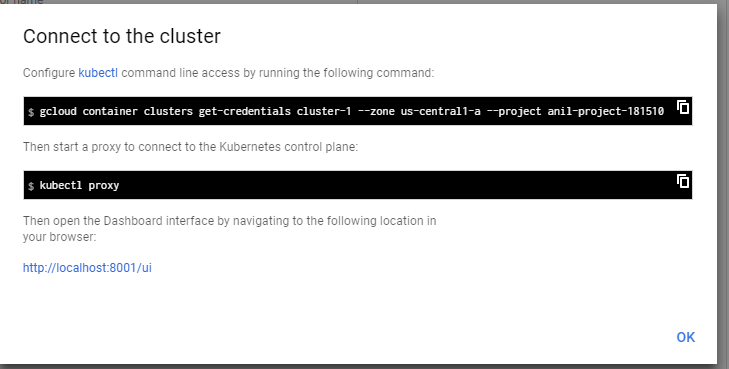 or name
Connect to the cluster
Configure kubectl command line access by running the following command:
$ gcloud container clusters get-credentials cluster-1 --zone us-central1-a --project anil-project-181510
Then start a proxy to connect to the Kubernetes control plane:
$ kubectl proxy
Then open the Dashboard interface by navigating to the following location in
your browser:
http://localhost:8001/ui
OK